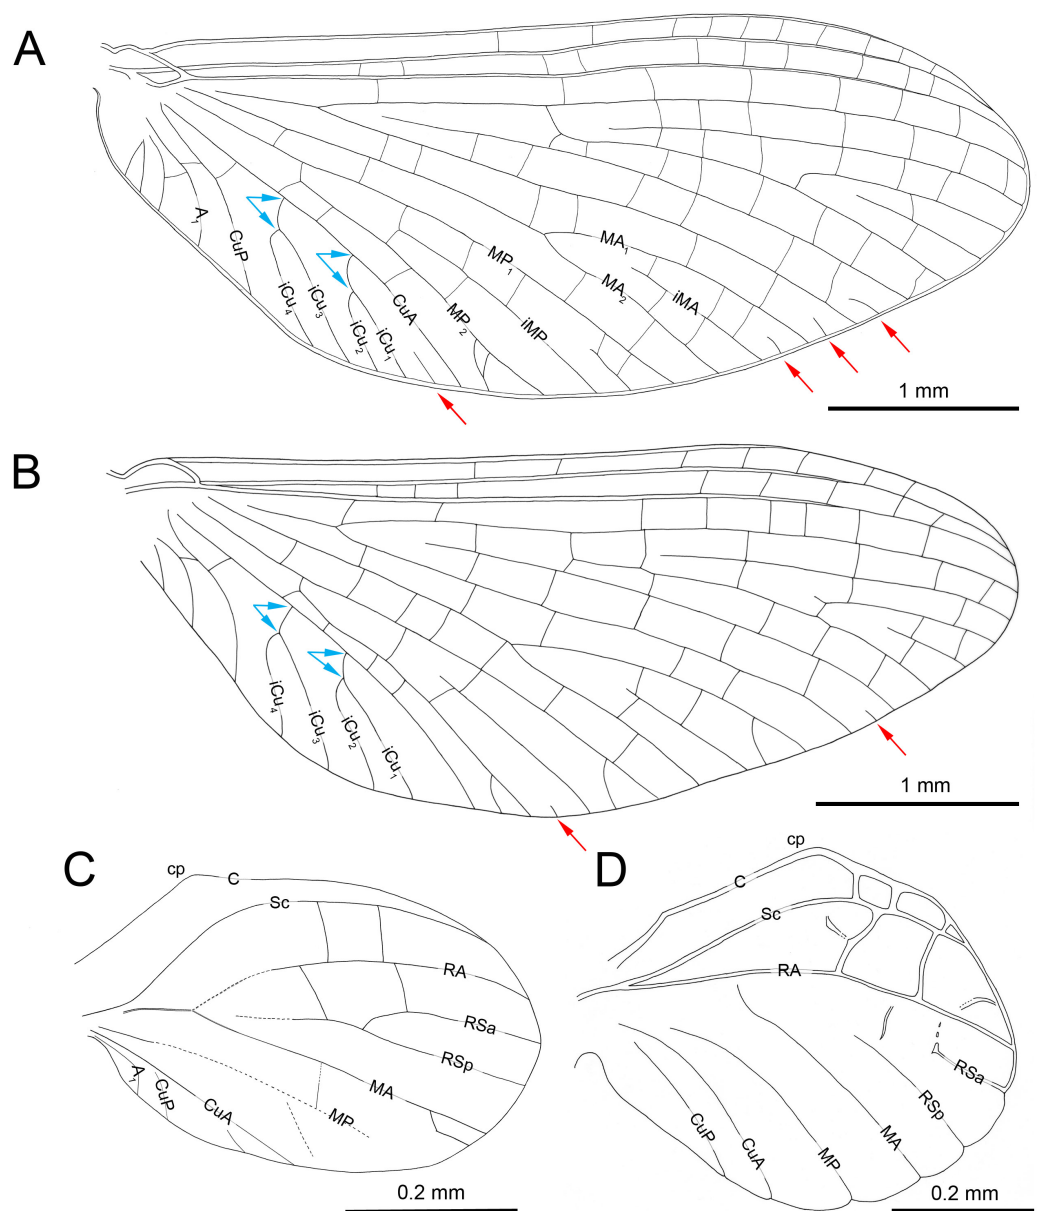 A
A₁
CuP
iCu₄
iCu₃
iCu₂
iCu₁
CuA
MP₂
iMP
MP₁
MA₁
MA₂
iMA
1 mm
B
iCu₄
iCu₃
iCu₂
iCu₁
1 mm
C
cp
C
Sc
RA
RSa
RSp
MA
MP
CuA
CuP
A₁
0.2 mm
D
cp
C
Sc
RA
RSa
RSp
MA
MP
CuA
CuP
0.2 mm